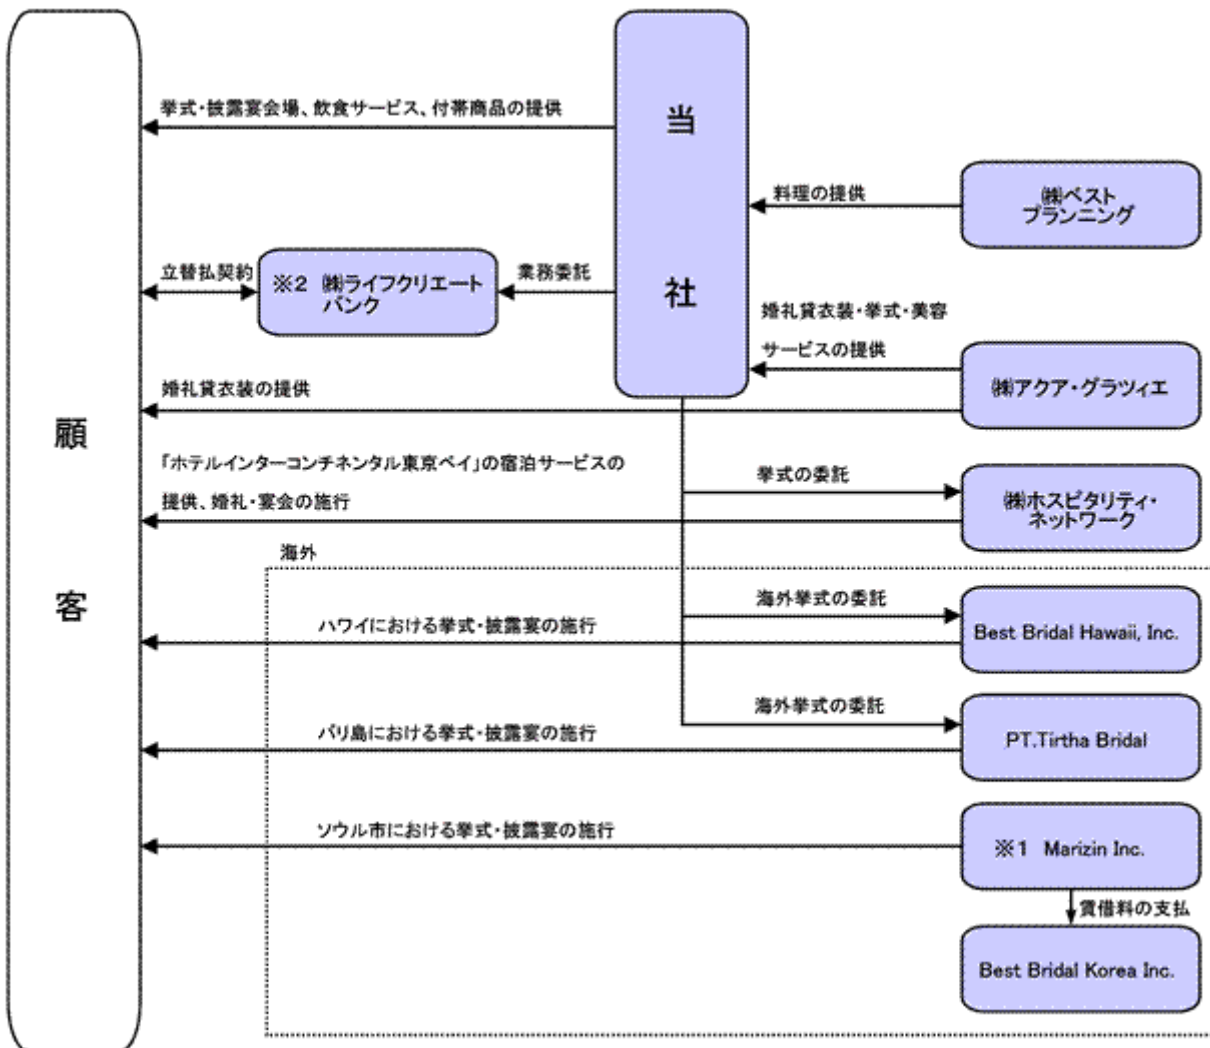 顧
客
当
社
挙式・披露宴会場、飲食サービス、付帯商品の提供
料理の提供
㈱ベスト
プランニング
立替払契約
※2 ㈱ライフクリエート
バンク
業務委託
婚礼貸衣装・挙式・美容
サービスの提供
㈱アクア・グラツィエ
婚礼貸衣装の提供
「ホテルインターコンチネンタル東京ベイ」の宿泊サービスの
提供、婚礼・宴会の施行
挙式の委託
㈱ホスピタリティ・
ネットワーク
海外
海外挙式の委託
ハワイにおける挙式・披露宴の施行
Best Bridal Hawaii, Inc.
海外挙式の委託
バリ島における挙式・披露宴の施行
PT.Tirtha Bridal
ソウル市における挙式・披露宴の施行
※1 Marizin Inc.
賃借料の支払
Best Bridal Korea Inc.